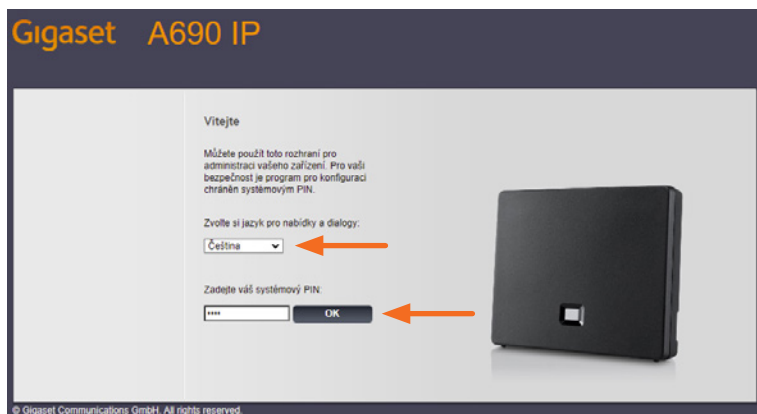 Gigaset A690 IP
Vítejte
Můžete použít toto rozhraní pro
administraci vašeho zařízení. Pro vaši
bezpečnost je program pro konfiguraci
chráněn systémovým PIN.
Zvolte si jazyk pro nabídky a dialogy:
Čeština
Zadejte váš systémový PIN:
•••• OK
© Gigaset Communications GmbH. All rights reserved.